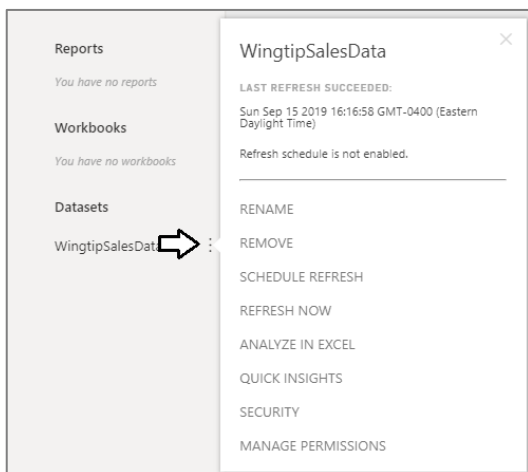 Reports
You have no reports
Workbooks
You have no workbooks
Datasets
WingtipSalesData
WingtipSalesData
LAST REFRESH SUCCEEDED:
Sun Sep 15 2019 16:16:58 GMT-0400 (Eastern
Daylight Time)
Refresh schedule is not enabled.
RENAME
REMOVE
SCHEDULE REFRESH
REFRESH NOW
ANALYZE IN EXCEL
QUICK INSIGHTS
SECURITY
MANAGE PERMISSIONS